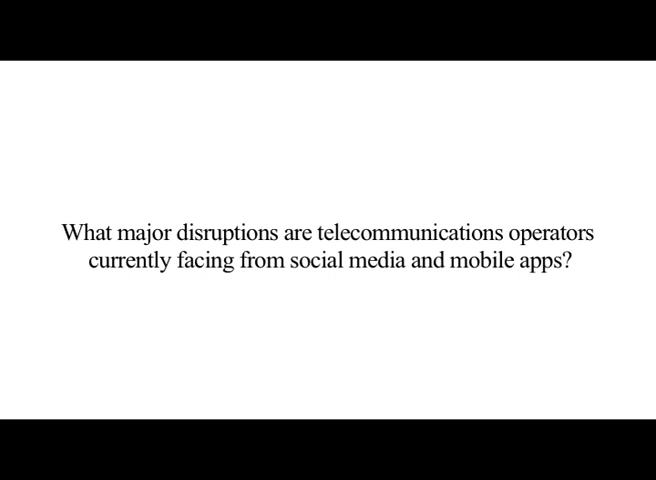 What major disruptions are telecommunications operators
currently facing from social media and mobile apps?